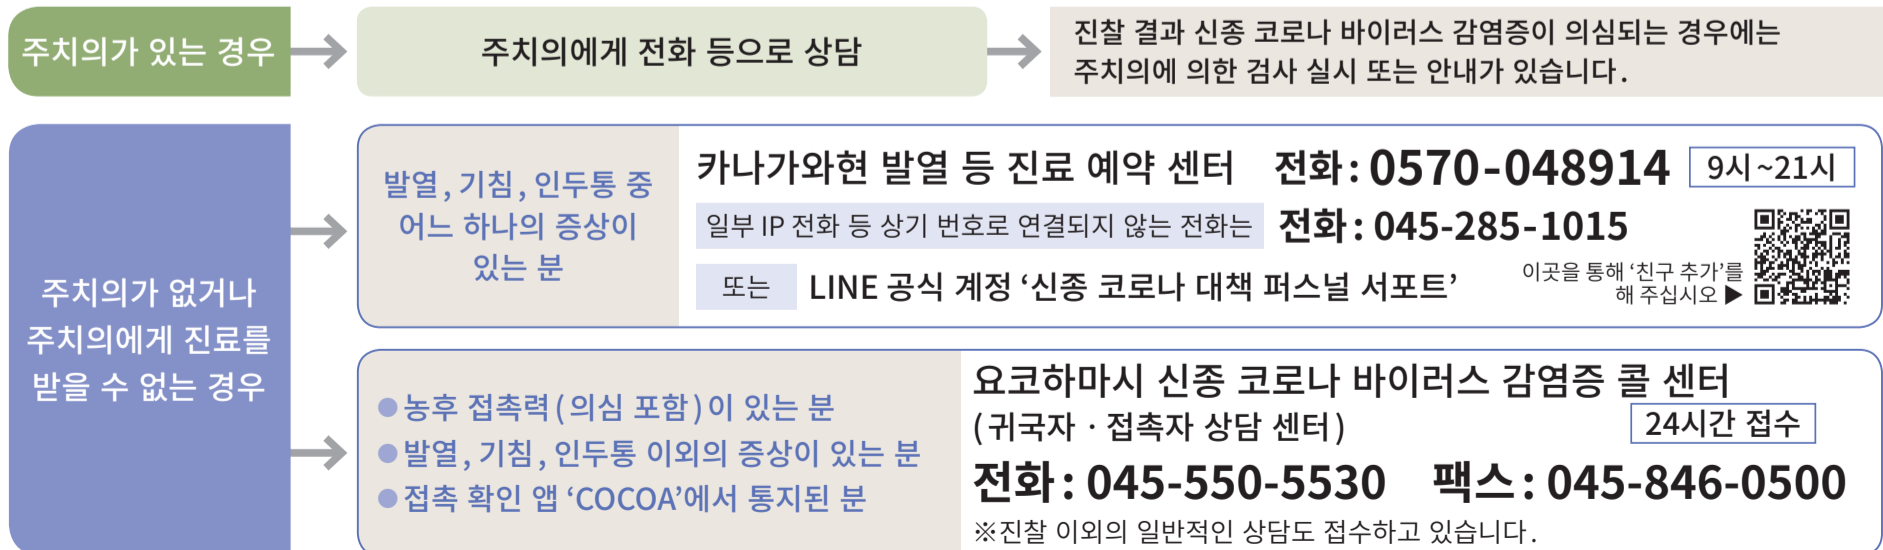 주치의가 있는 경우
주치의에게 전화 등으로 상담
진찰 결과 신종 코로나 바이러스 감염증이 의심되는 경우에는
주치의에 의한 검사 실시 또는 안내가 있습니다.
주치의가 없거나
주치의에게 진료를
받을 수 없는 경우
발열, 기침, 인두통 중
어느 하나의 증상이
있는 분
카나가와현 발열 등 진료 예약 센터 전화: 0570-048914 9시~21시
일부 IP 전화 등 상기 번호로 연결되지 않는 전화는 전화: 045-285-1015
또는 LINE 공식 계정 ‘신종 코로나 대책 퍼스널 서포트’
이곳을 통해 ‘친구 추가’를
해 주십시오 ▶
●농후 접촉력(의심 포함)이 있는 분
●발열, 기침, 인두통 이외의 증상이 있는 분
●접촉 확인 앱 ‘COCOA’에서 통지된 분
요코하마시 신종 코로나 바이러스 감염증 콜 센터
(귀국자 · 접촉자 상담 센터) 24시간 접수
전화: 045-550-5530 팩스: 045-846-0500
※진찰 이외의 일반적인 상담도 접수하고 있습니다.